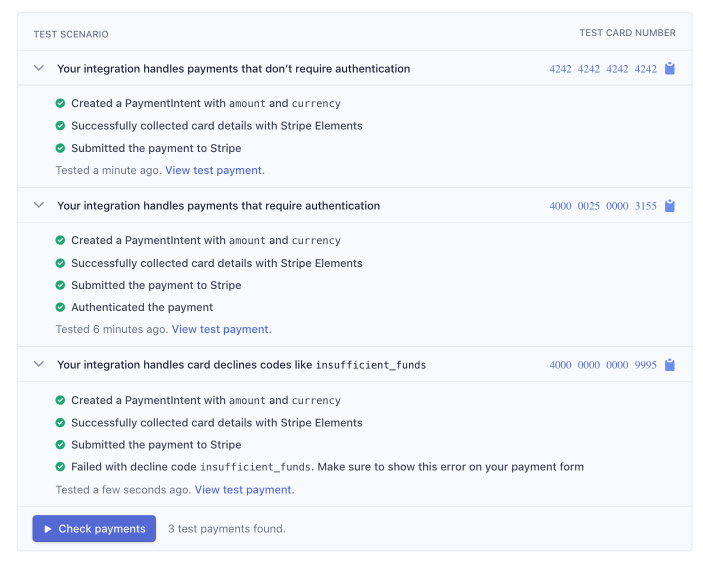 TEST SCENARIO TEST CARD NUMBER
Your integration handles payments that don’t require authentication 4242 4242 4242 4242
Created a PaymentIntent with amount and currency
Successfully collected card details with Stripe Elements
Submitted the payment to Stripe
Tested a minute ago. View test payment.
Your integration handles payments that require authentication 4000 0025 0000 3155
Created a PaymentIntent with amount and currency
Successfully collected card details with Stripe Elements
Submitted the payment to Stripe
Authenticated the payment
Tested 6 minutes ago. View test payment.
Your integration handles card declines codes like insufficient_funds 4000 0000 0000 9995
Created a PaymentIntent with amount and currency
Successfully collected card details with Stripe Elements
Submitted the payment to Stripe
Failed with decline code insufficient_funds. Make sure to show this error on your payment form
Tested a few seconds ago. View test payment.
Check payments 3 test payments found.